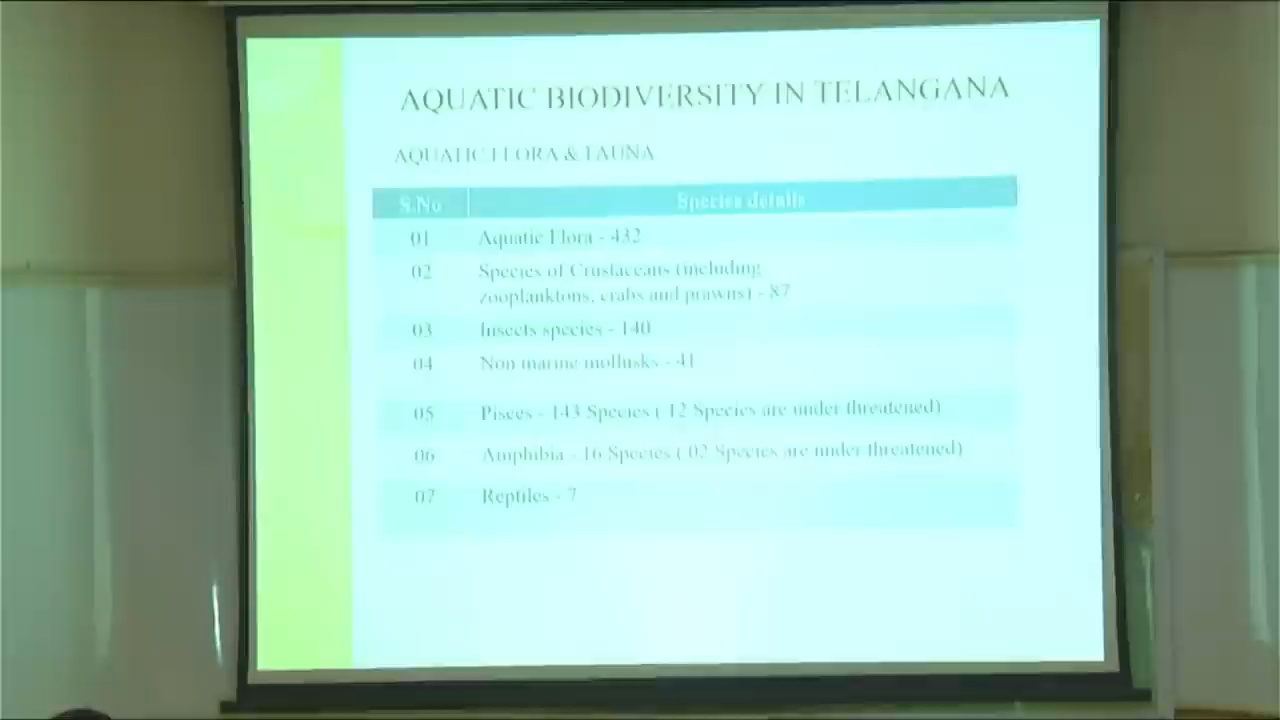 AQUATIC BIODIVERSITY IN TELANGANA
AQUATIC FLORA & FAUNA
S.No Species details
01 Aquatic Flora - 432
02 Species of Crustaceans (including
zooplanktons, crabs and prawns) - 87
03 Insects species - 140
04 Non marine mollusks - 41
05 Pisces - 143 Species ( 12 Species are under threatened)
06 Amphibia - 16 Species ( 02 Species are under threatened)
07 Reptiles - 7